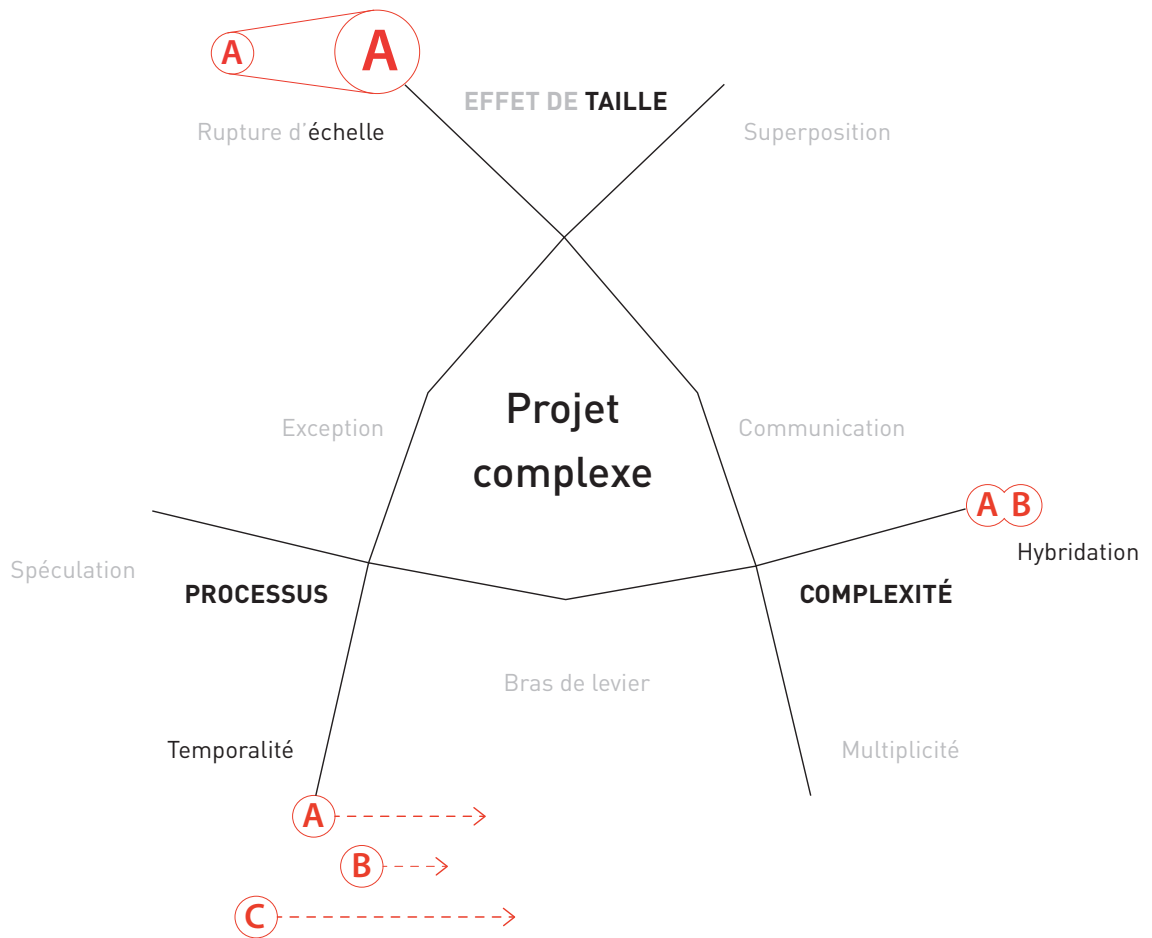 A A
EFFET DE TAILLE
Rupture d'échelle
Superposition
Projet
complexe
Exception
Communication
A B
Hybridation
Spéculation
PROCESSUS
COMPLEXITÉ
Bras de levier
Temporalité
Multiplicité
A
B
C